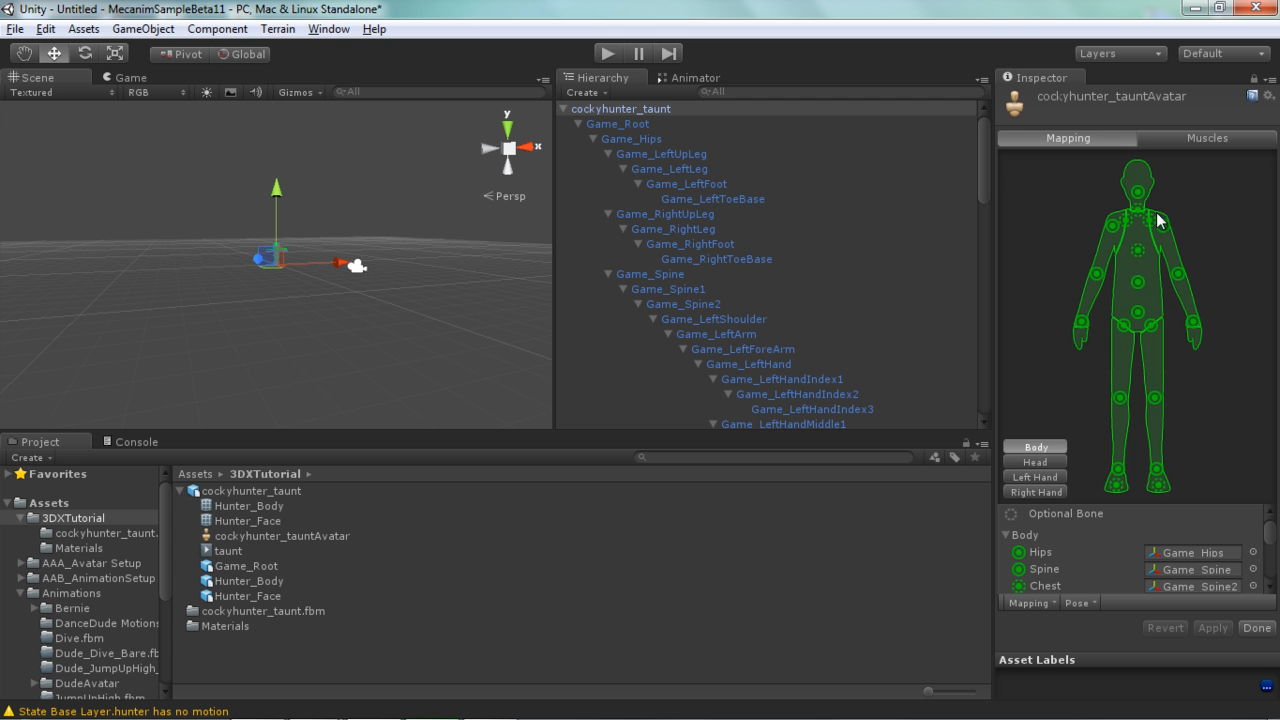 Unity - Untitled - MecanimSampleBeta11 - PC, Mac & Linux Standalone*
File Edit Assets GameObject Component Terrain Window Help
Pivot Global Layers Default
Scene Game
Textured RGB Gizmos All
y
x
Persp
Hierarchy Animator
Create All
cockyhunter_taunt
Game_Root
Game_Hips
Game_LeftUpLeg
Game_LeftLeg
Game_LeftFoot
Game_LeftToeBase
Game_RightUpLeg
Game_RightLeg
Game_RightFoot
Game_RightToeBase
Game_Spine
Game_Spine1
Game_Spine2
Game_LeftShoulder
Game_LeftArm
Game_LeftForeArm
Game_LeftHand
Game_LeftHandIndex1
Game_LeftHandIndex2
Game_LeftHandIndex3
Game_LeftHandMiddle1
Inspector
cockyhunter_tauntAvatar
Mapping Muscles
Body
Head
Left Hand
Right Hand
Optional Bone
Body
Hips Game_Hips
Spine Game_Spine
Chest Game_Spine2
Mapping Pose
Revert Apply Done
Asset Labels
Project Console
Create
Favorites
Assets
3DXTutorial
cockyhunter_taunt.
Materials
AAA_Avatar Setup
AAB_AnimationSetup
Animations
Bernie
DanceDude Motions
Dive.fbm
Dude_Dive_Bare.fb
Dude_JumpUpHigh_
DudeAvatar
JumpUpHigh.fbm
Assets 3DXTutorial
cockyhunter_taunt
Hunter_Body
Hunter_Face
cockyhunter_tauntAvatar
taunt
Game_Root
Hunter_Body
Hunter_Face
cockyhunter_taunt.fbm
Materials
State Base Layer.hunter has no motion